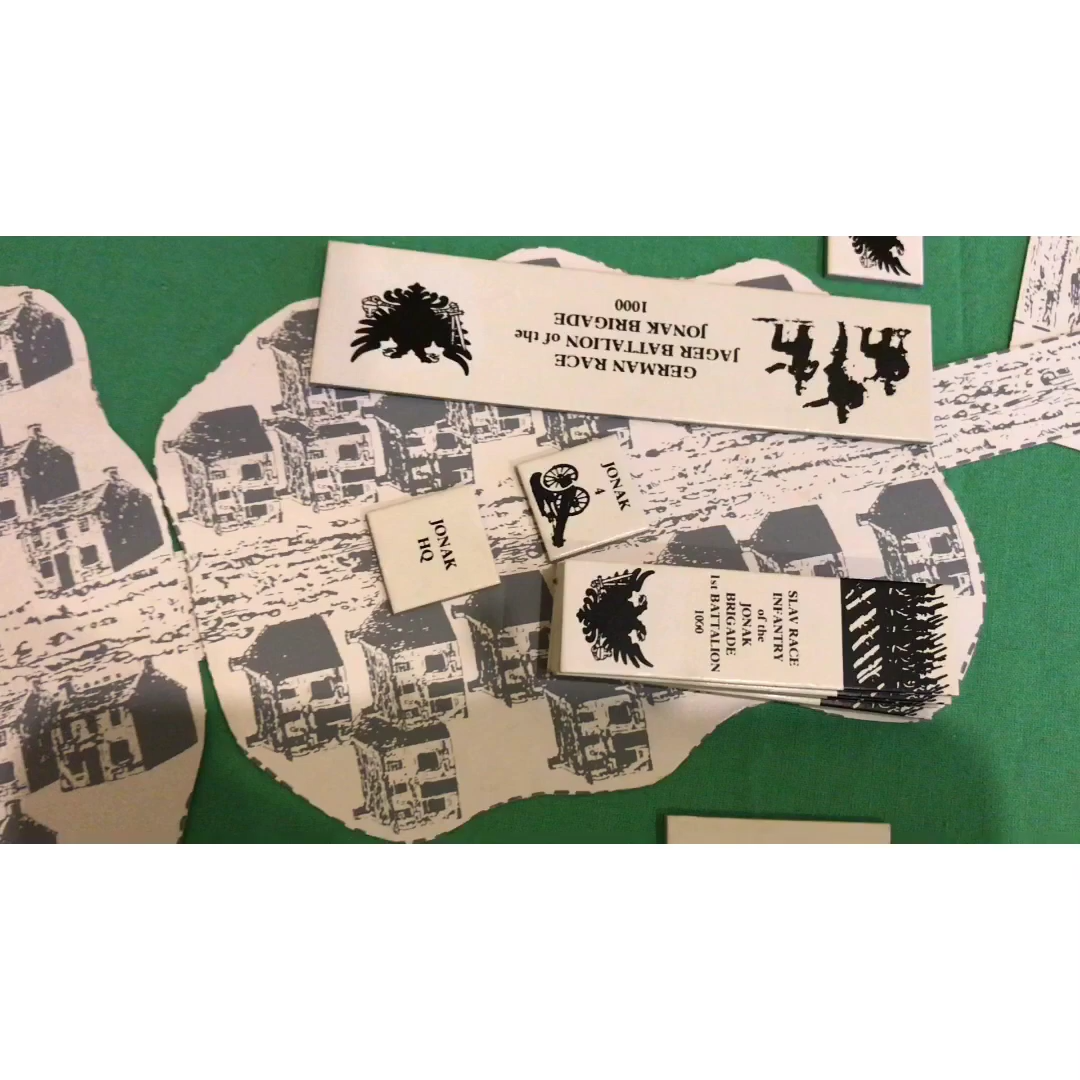 GERMAN RACE
JAGER BATTALION of the
JONAK BRIGADE
1000
JONAK
4
JONAK
HQ
SLAV RACE
INFANTRY
of the
JONAK
BRIGADE
1st BATTALION
1000